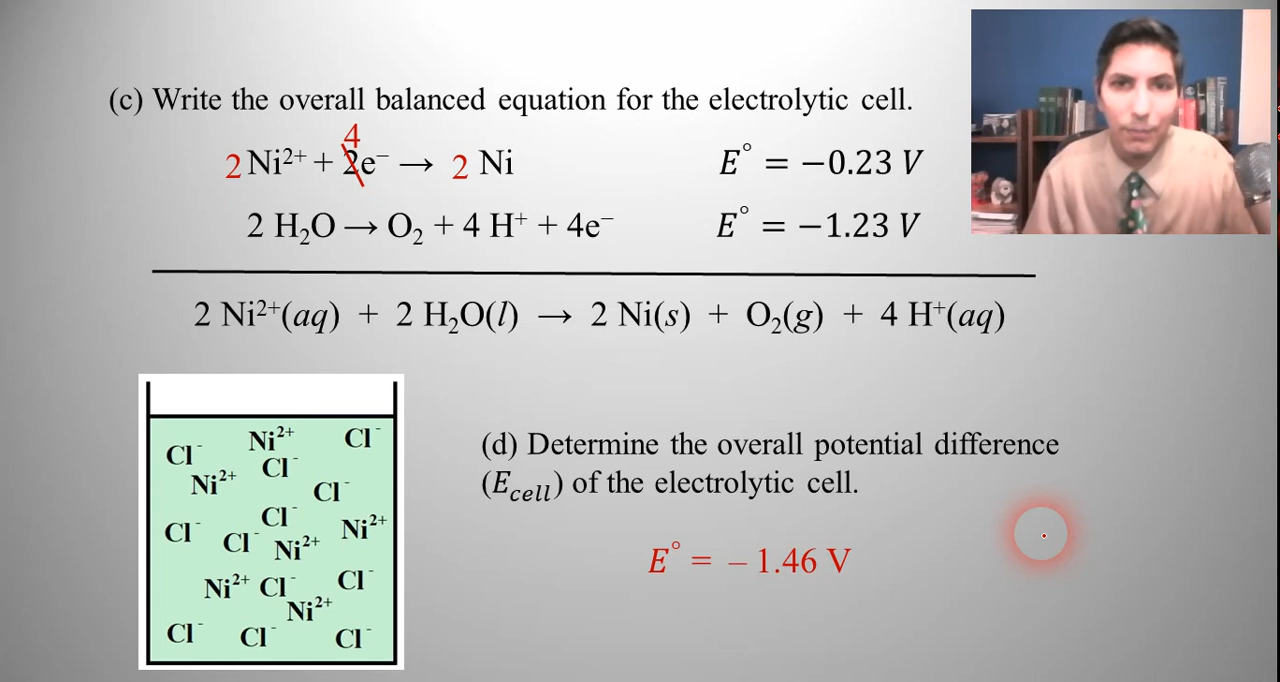 (c) Write the overall balanced equation for the electrolytic cell.
4
2 Ni²⁺ + 2e⁻ → 2 Ni E° = −0.23 V
2 H₂O → O₂ + 4 H⁺ + 4e⁻ E° = −1.23 V
2 Ni²⁺(aq) + 2 H₂O(l) → 2 Ni(s) + O₂(g) + 4 H⁺(aq)
Cl⁻ Ni²⁺ Cl⁻
Ni²⁺ Cl⁻
Cl⁻
Cl⁻ Cl⁻ Ni²⁺
Cl⁻ Ni²⁺
Ni²⁺ Cl⁻ Cl⁻
Ni²⁺
Cl⁻ Cl⁻ Cl⁻
(d) Determine the overall potential difference
(E_cell) of the electrolytic cell.
E° = – 1.46 V